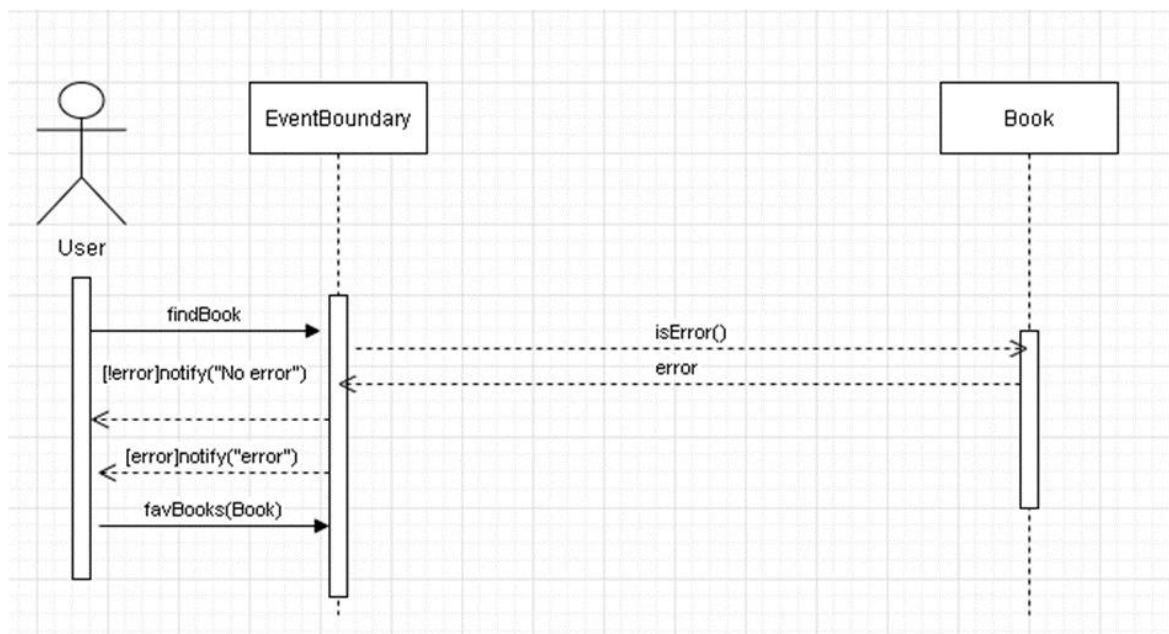 EventBoundary
Book
User
findBook
isError()
error
[!error]notify("No error")
[error]notify("error")
favBooks(Book)